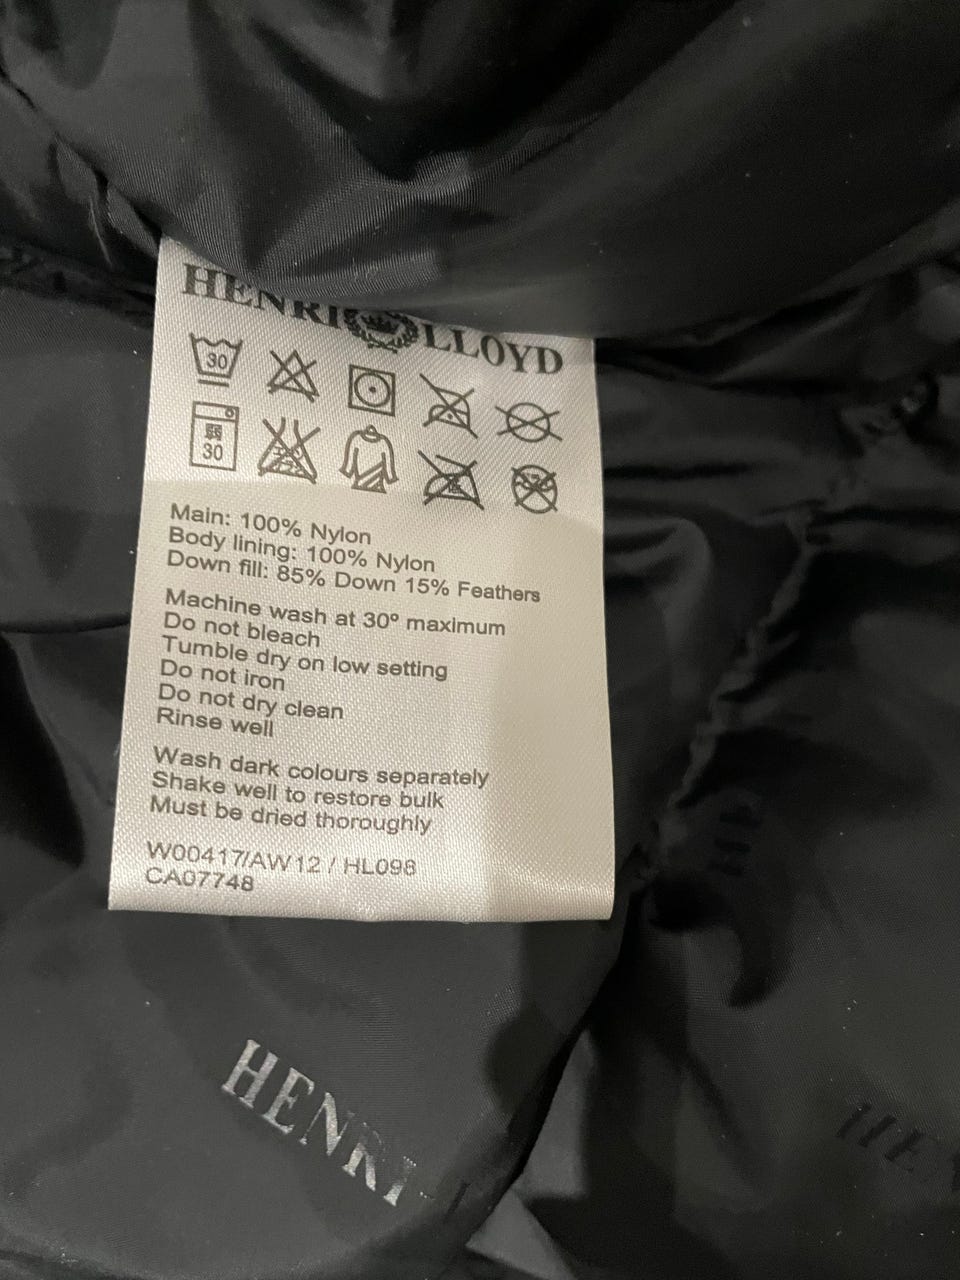 HENRI LLOYD
30
30
Main: 100% Nylon
Body lining: 100% Nylon
Down fill: 85% Down 15% Feathers
Machine wash at 30° maximum
Do not bleach
Tumble dry on low setting
Do not iron
Do not dry clean
Rinse well
Wash dark colours separately
Shake well to restore bulk
Must be dried thoroughly
W00417/AW12 / HL098
CA07748
HENRI
HE